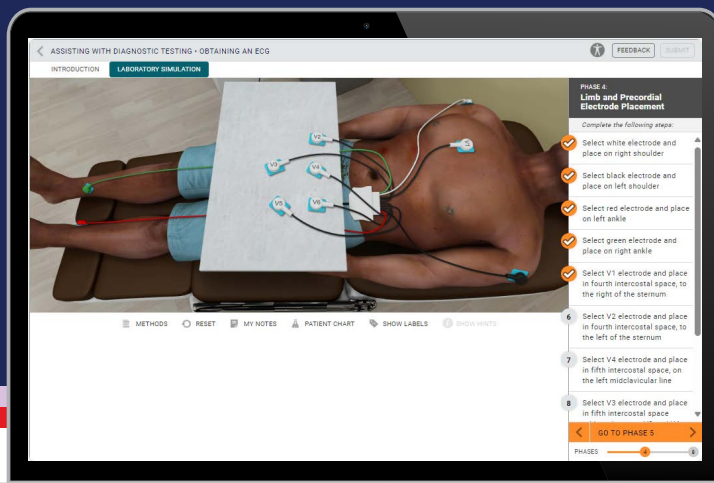 ASSISTING WITH DIAGNOSTIC TESTING • OBTAINING AN ECG
FEEDBACK
SUBMIT
INTRODUCTION
LABORATORY SIMULATION
V2
V3
V4
V5
V6
PHASE 4:
Limb and Precordial
Electrode Placement
Complete the following steps:
Select white electrode and
place on right shoulder
Select black electrode and
place on left shoulder
Select red electrode and place
on left ankle
Select green electrode and
place on right ankle
Select V1 electrode and place
in fourth intercostal space, to
the right of the sternum
6 Select V2 electrode and place
in fourth intercostal space, to
the left of the sternum
7 Select V4 electrode and place
in fifth intercostal space, on
the left midclavicular line
8 Select V3 electrode and place
in fifth intercostal space
METHODS
RESET
MY NOTES
PATIENT CHART
SHOW LABELS
SHOW HINTS
GO TO PHASE 5
PHASES
4